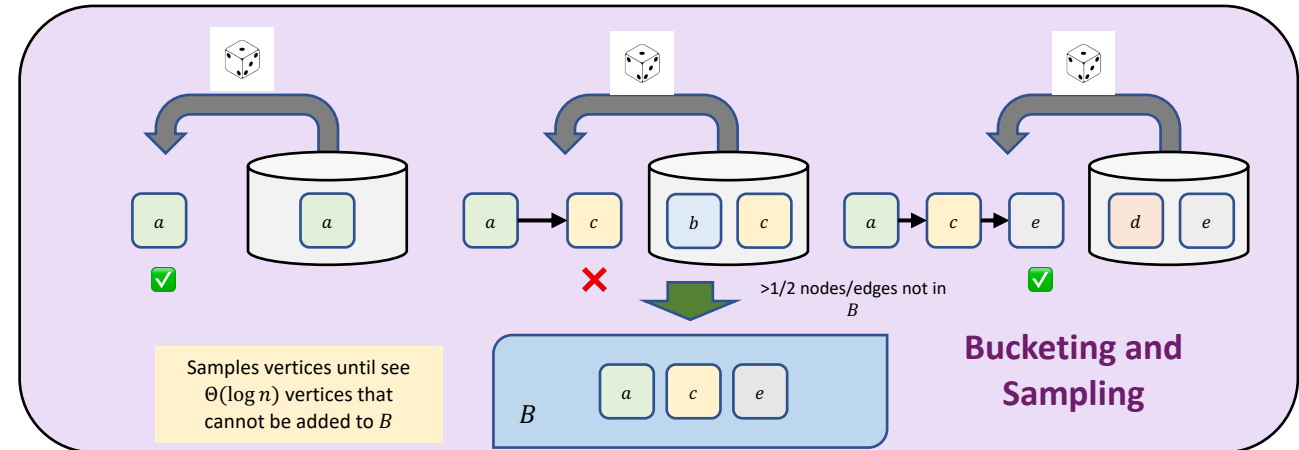 a
a
a
c
b
c
a
c
e
d
e
>1/2 nodes/edges not in
B
Samples vertices until see
Θ(log n) vertices that
cannot be added to B
B
a
c
e
Bucketing and
Sampling